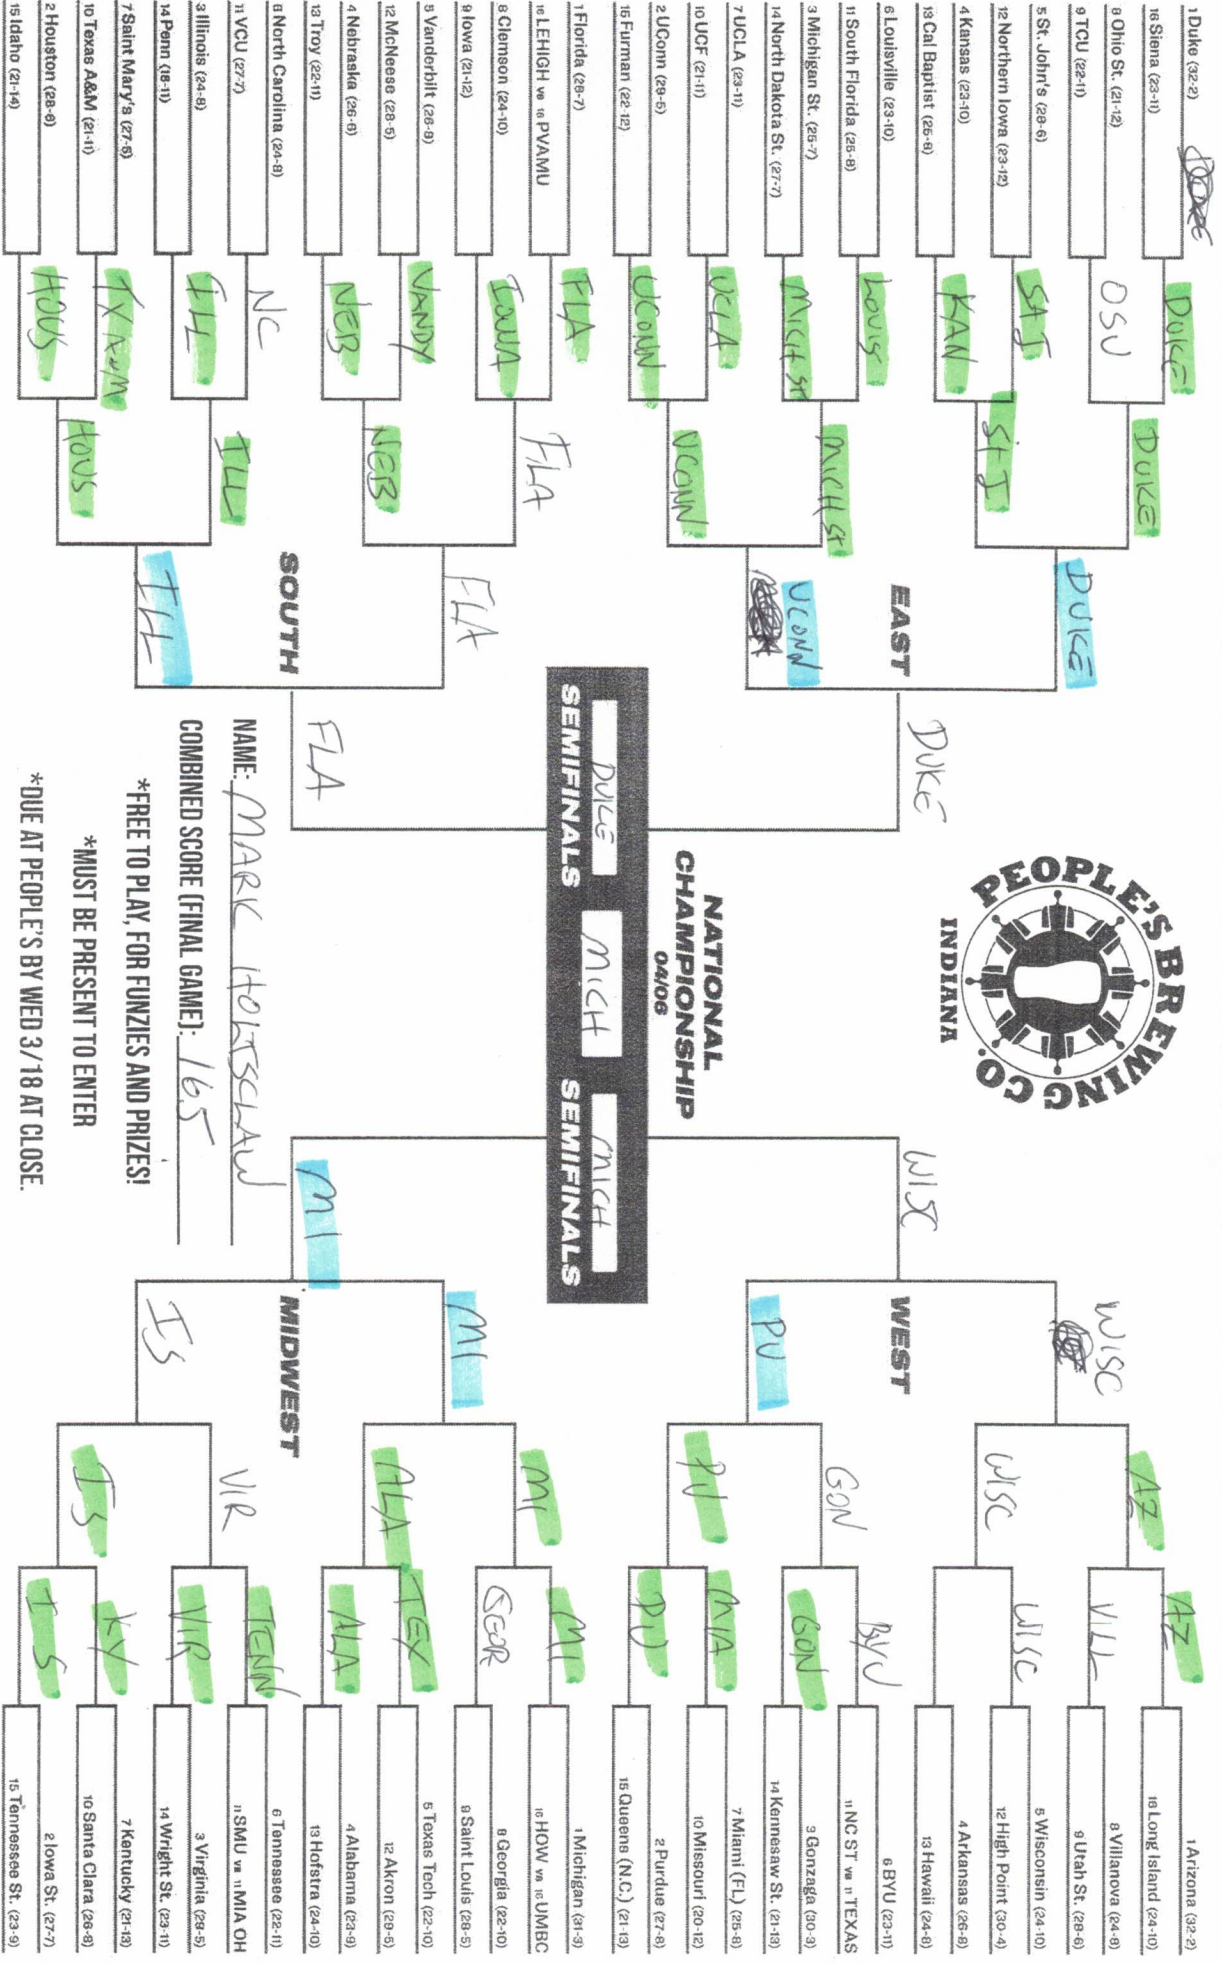 1 Duke (32-2)
16 Siena (23-11)
8 Ohio St. (21-12)
9 TCU (22-11)
5 St. John's (28-6)
12 Northern Iowa (23-12)
4 Kansas (23-10)
13 Cal Baptist (25-8)
6 Louisville (23-10)
11 South Florida (25-8)
3 Michigan St. (25-7)
14 North Dakota St. (27-7)
7 UCLA (23-11)
10 UCF (21-11)
2 UConn (29-5)
15 Furman (22-12)
1 Florida (26-7)
16 LEHIGH vs 16 PVAMU
8 Clemson (24-10)
9 Iowa (21-12)
5 Vanderbilt (26-8)
12 McNeese (28-5)
4 Nebraska (26-6)
13 Troy (22-11)
6 North Carolina (24-8)
11 VCU (27-7)
3 Illinois (24-8)
14 Penn (18-11)
7 Saint Mary's (27-5)
10 Texas A&M (21-11)
2 Houston (28-6)
15 Idaho (21-14)
DUKE
OSU
St J
KAN
LOUIS
MICH St
UCLA
UCONN
FLA
IOWA
VANDY
NEB
NC
ILL
TX A&M
HOUS
DUKE
St J
MICH St
UCONN
FLA
NEB
ILL
HOUS
DUKE
UCONN
FLA
ILL
EAST
SOUTH
DUKE
FLA
PEOPLE'S BREWING CO.
INDIANA
NATIONAL
CHAMPIONSHIP
04/06
DUKE
MICH
MICH
SEMIFINALS
SEMIFINALS
NAME: MARK HOLTSCLAW
COMBINED SCORE (FINAL GAME): 165
*FREE TO PLAY, FOR FUNZIES AND PRIZES!
*MUST BE PRESENT TO ENTER
*DUE AT PEOPLE'S BY WED 3/18 AT CLOSE.
WISC
MI
WEST
MIDWEST
WISC
PU
MI
IS
AZ
WISC
GON
PU
MI
ALA
VIR
IS
AZ
VILL
WISC
BYU
GON
MIA
PU
MI
GEOR
TEX
ALA
TENN
VIR
KY
IS
1 Arizona (32-2)
16 Long Island (24-10)
8 Villanova (24-8)
9 Utah St. (28-6)
5 Wisconsin (24-10)
12 High Point (30-4)
4 Arkansas (26-8)
13 Hawaii (24-8)
6 BYU (23-11)
11 NC ST vs 11 TEXAS
3 Gonzaga (30-3)
14 Kennesaw St. (21-13)
7 Miami (FL) (25-8)
10 Missouri (20-12)
2 Purdue (27-8)
15 Queens (N.C.) (21-13)
1 Michigan (31-3)
16 HOW vs 16 UMBC
8 Georgia (22-10)
9 Saint Louis (28-5)
5 Texas Tech (22-10)
12 Akron (29-5)
4 Alabama (23-9)
13 Hofstra (24-10)
6 Tennessee (22-11)
11 SMU vs 11 MIA OH
3 Virginia (29-5)
14 Wright St. (23-11)
7 Kentucky (21-13)
10 Santa Clara (26-8)
2 Iowa St. (27-7)
15 Tennessee St. (23-9)